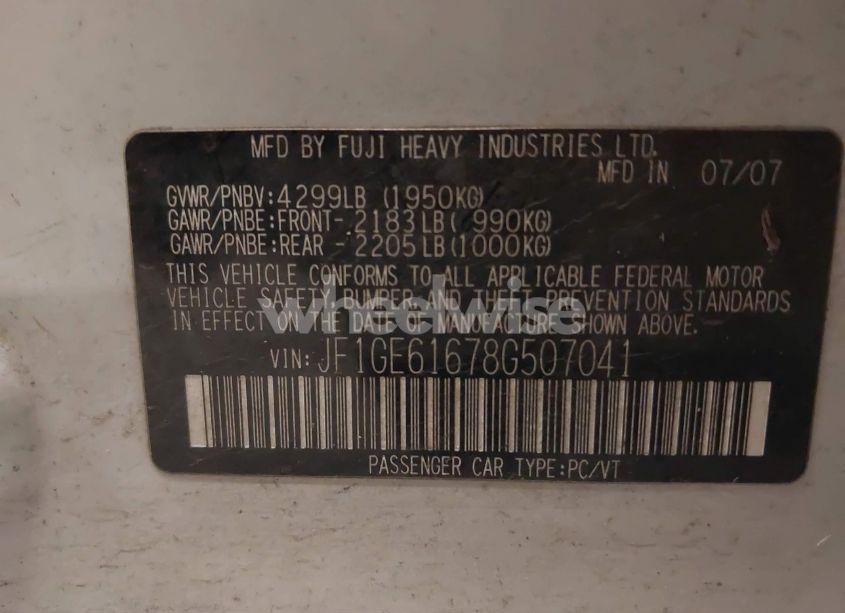 MFD BY FUJI HEAVY INDUSTRIES LTD.
MFD IN 07/07
GVWR/PNBV:4299LB (1950KG)
GAWR/PNBE:FRONT- 2183LB( 990KG)
GAWR/PNBE:REAR - 2205LB(1000KG)
THIS VEHICLE CONFORMS TO ALL APPLICABLE FEDERAL MOTOR
VEHICLE SAFETY,BUMPER,AND THEFT PREVENTION STANDARDS
IN EFFECT ON THE DATE OF MANUFACTURE SHOWN ABOVE.
wheelwise
VIN: JF1GE61678G507041
PASSENGER CAR TYPE:PC/VT